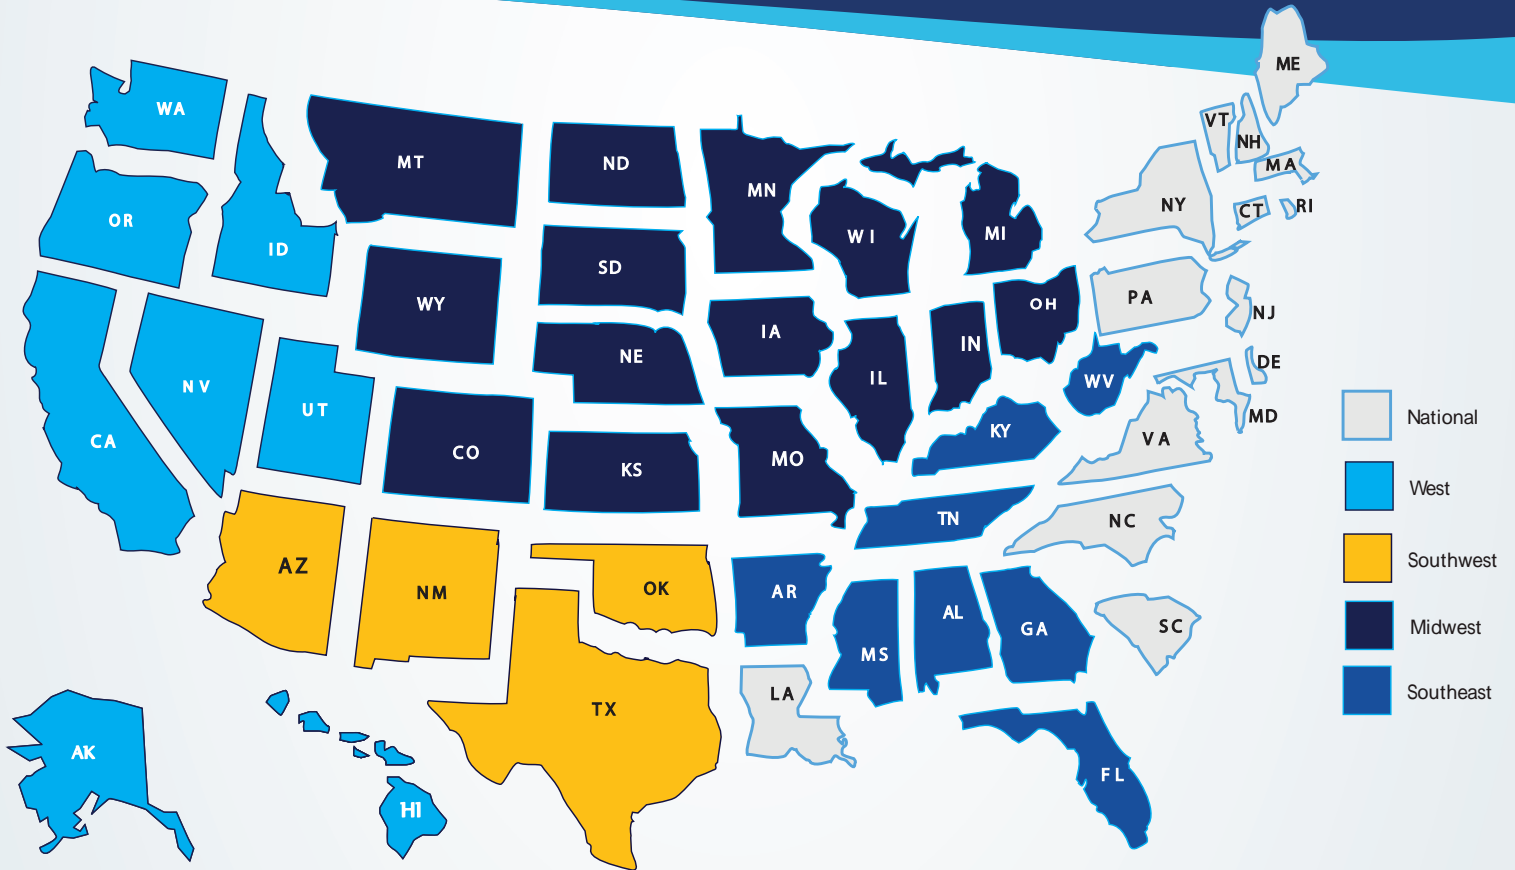 ME
WA
VT
NH
MT
ND
MN
MA
OR
ID
WI
MI
NY
CT
RI
SD
WY
IA
NE
OH
PA
NJ
IN
IL
DE
NV
UT
WV
MD
CA
CO
KS
MO
KY
VA
TN
NC
AZ
NM
OK
AR
AL
GA
MS
SC
TX
LA
AK
HI
FL
National
West
Southwest
Midwest
Southeast